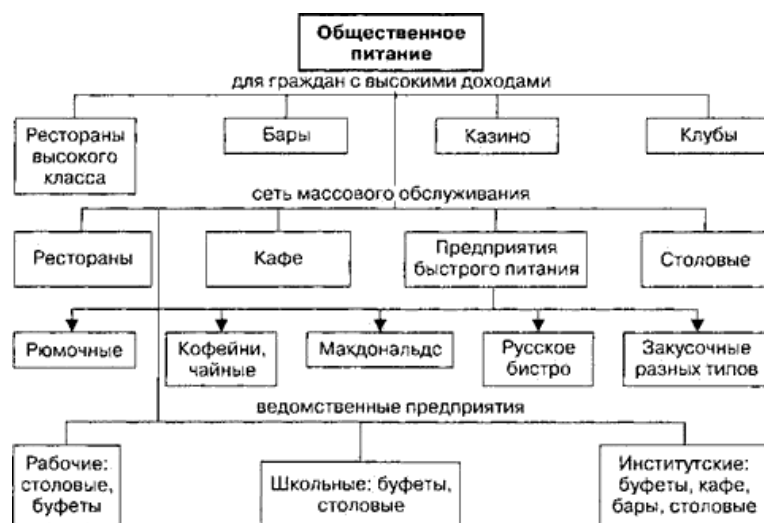 Общественное
питание
для граждан с высокими доходами
Рестораны
высокого
класса
Бары
Казино
Клубы
сеть массового обслуживания
Рестораны
Кафе
Предприятия
быстрого питания
Столовые
Рюмочные
Кофейни,
чайные
Макдональдс
Русское
бистро
Закусочные
разных типов
ведомственные предприятия
Рабочие:
столовые,
буфеты
Школьные: буфеты,
столовые
Институтские:
буфеты, кафе,
бары, столовые